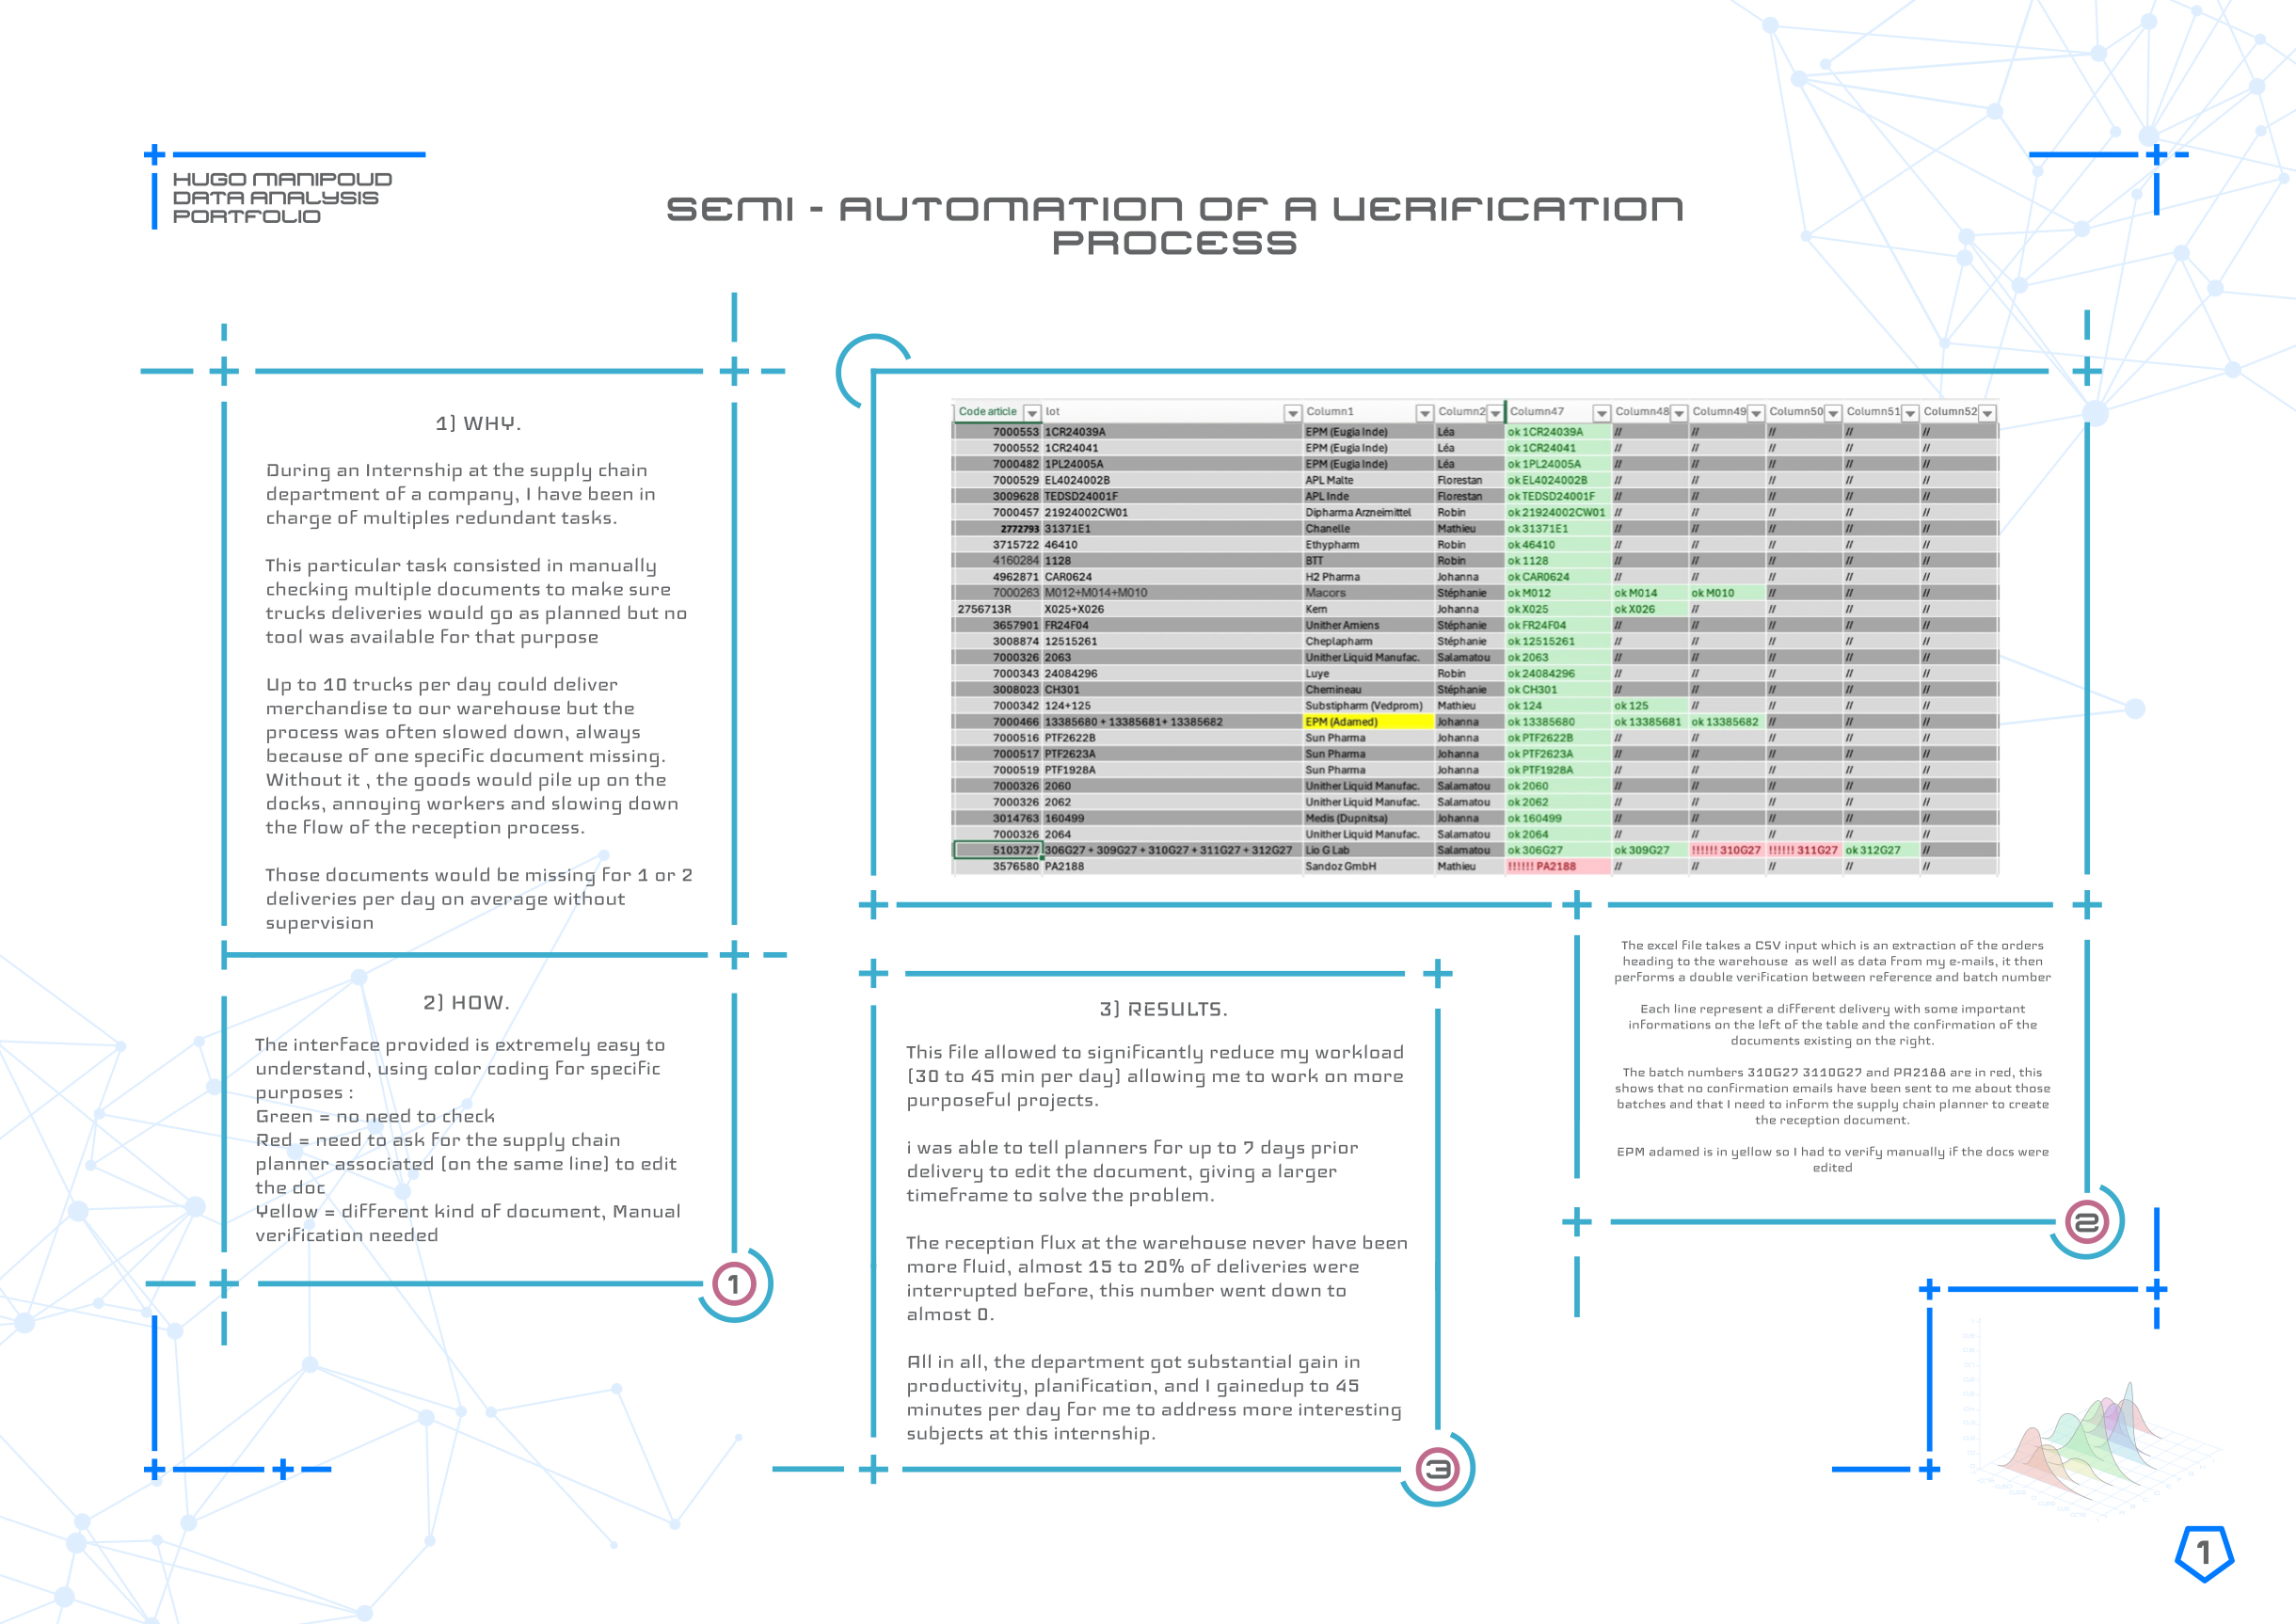 HUGO MANIPOUD
DATA ANALYSIS
PORTFOLIO
SEMI - AUTOMATION OF A VERIFICATION
PROCESS
1) WHY.
During an Internship at the supply chain
department of a company, I have been in
charge of multiples redundant tasks.
This particular task consisted in manually
checking multiple documents to make sure
trucks deliveries would go as planned but no
tool was available for that purpose
Up to 10 trucks per day could deliver
merchandise to our warehouse but the
process was often slowed down, always
because of one specific document missing.
Without it , the goods would pile up on the
docks, annoying workers and slowing down
the flow of the reception process.
Those documents would be missing for 1 or 2
deliveries per day on average without
supervision
2) HOW.
The interface provided is extremely easy to
understand, using color coding for specific
purposes :
Green = no need to check
Red = need to ask for the supply chain
planner associated (on the same line) to edit
the doc
Yellow = different kind of document, Manual
verification needed
1
Code article lot Column1 Column2 Column47 Column48 Column49 Column50 Column51 Column52
7000553 1CR24039A EPM (Eugia Inde) Léa ok 1CR24039A // // // // //
7000552 1CR24041 EPM (Eugia Inde) Léa ok 1CR24041 // // // // //
7000482 1PL24005A EPM (Eugia Inde) Léa ok 1PL24005A // // // // //
7000529 EL4024002B APL Malte Florestan ok EL4024002B // // // // //
3009628 TEDSD24001F APL Inde Florestan ok TEDSD24001F // // // // //
7000457 21924002CW01 Dipharma Arzneimittel Robin ok 21924002CW01 // // // // //
2772793 31371E1 Chanelle Mathieu ok 31371E1 // // // // //
3715722 46410 Ethypharm Robin ok 46410 // // // // //
4160284 1128 BTT Robin ok 1128 // // // // //
4962871 CAR0624 H2 Pharma Johanna ok CAR0624 // // // // //
7000263 M012+M014+M010 Macors Stéphanie ok M012 ok M014 ok M010 // // //
2756713R X025+X026 Kern Johanna ok X025 ok X026 // // // //
3657901 FR24F04 Unither Amiens Stéphanie ok FR24F04 // // // // //
3008874 12515261 Cheplapharm Stéphanie ok 12515261 // // // // //
7000326 2063 Unither Liquid Manufac. Salamatou ok 2063 // // // // //
7000343 24084296 Luye Robin ok 24084296 // // // // //
3008023 CH301 Chemineau Stéphanie ok CH301 // // // // //
7000342 124+125 Substipharm (Vedprom) Mathieu ok 124 ok 125 // // // //
7000466 13385680 + 13385681+ 13385682 EPM (Adamed) Johanna ok 13385680 ok 13385681 ok 13385682 // // //
7000516 PTF2622B Sun Pharma Johanna ok PTF2622B // // // // //
7000517 PTF2623A Sun Pharma Johanna ok PTF2623A // // // // //
7000519 PTF1928A Sun Pharma Johanna ok PTF1928A // // // // //
7000326 2060 Unither Liquid Manufac. Salamatou ok 2060 // // // // //
7000326 2062 Unither Liquid Manufac. Salamatou ok 2062 // // // // //
3014763 160499 Medis (Dupnitsa) Johanna ok 160499 // // // // //
7000326 2064 Unither Liquid Manufac. Salamatou ok 2064 // // // // //
5103727 306G27 + 309G27 + 310G27 + 311G27 + 312G27 Lio G Lab Salamatou ok 306G27 ok 309G27 !!!!!! 310G27 !!!!!! 311G27 ok 312G27 //
3576580 PA2188 Sandoz GmbH Mathieu !!!!!! PA2188 // // // // //
The excel file takes a CSV input which is an extraction of the orders
heading to the warehouse as well as data from my e-mails, it then
performs a double verification between reference and batch number
Each line represent a different delivery with some important
informations on the left of the table and the confirmation of the
documents existing on the right.
The batch numbers 310G27 3110G27 and PA2188 are in red, this
shows that no confirmation emails have been sent to me about those
batches and that I need to inform the supply chain planner to create
the reception document.
EPM adamed is in yellow so I had to verify manually if the docs were
edited
2
3) RESULTS.
This file allowed to significantly reduce my workload
(30 to 45 min per day) allowing me to work on more
purposeful projects.
i was able to tell planners for up to 7 days prior
delivery to edit the document, giving a larger
timeframe to solve the problem.
The reception flux at the warehouse never have been
more fluid, almost 15 to 20% of deliveries were
interrupted before, this number went down to
almost 0.
All in all, the department got substantial gain in
productivity, planification, and I gainedup to 45
minutes per day for me to address more interesting
subjects at this internship.
3
1